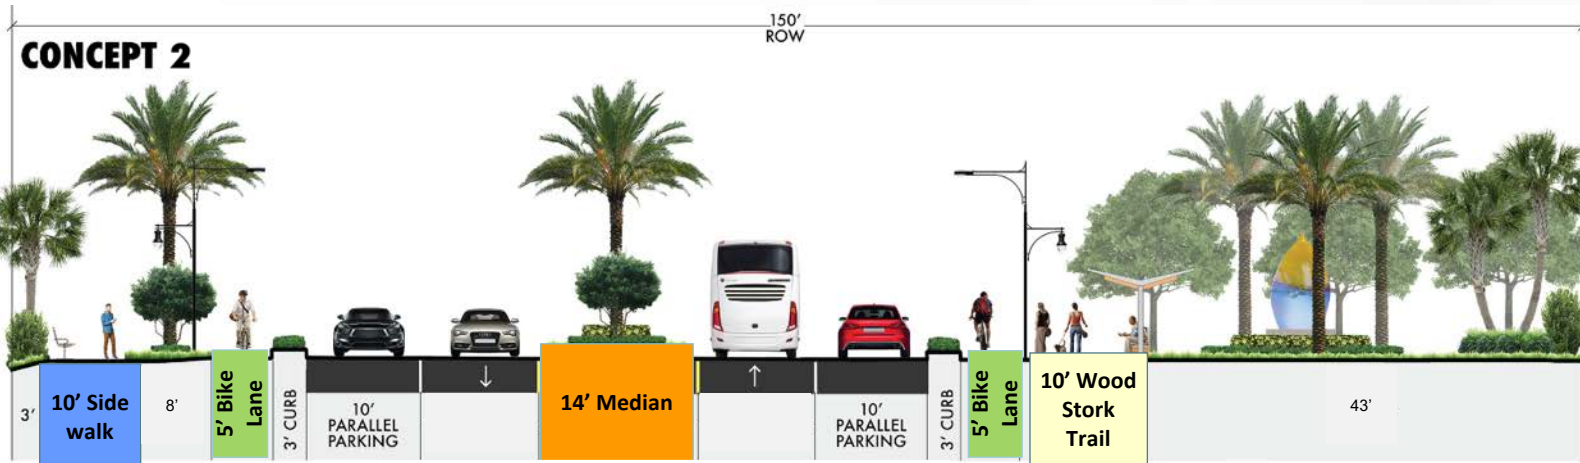 150'
ROW
CONCEPT 2
3'
10' Side
walk
8'
5' Bike
Lane
3' CURB
10'
PARALLEL
PARKING
↓
14' Median
↑
10'
PARALLEL
PARKING
3' CURB
5' Bike
Lane
10' Wood
Stork
Trail
43'